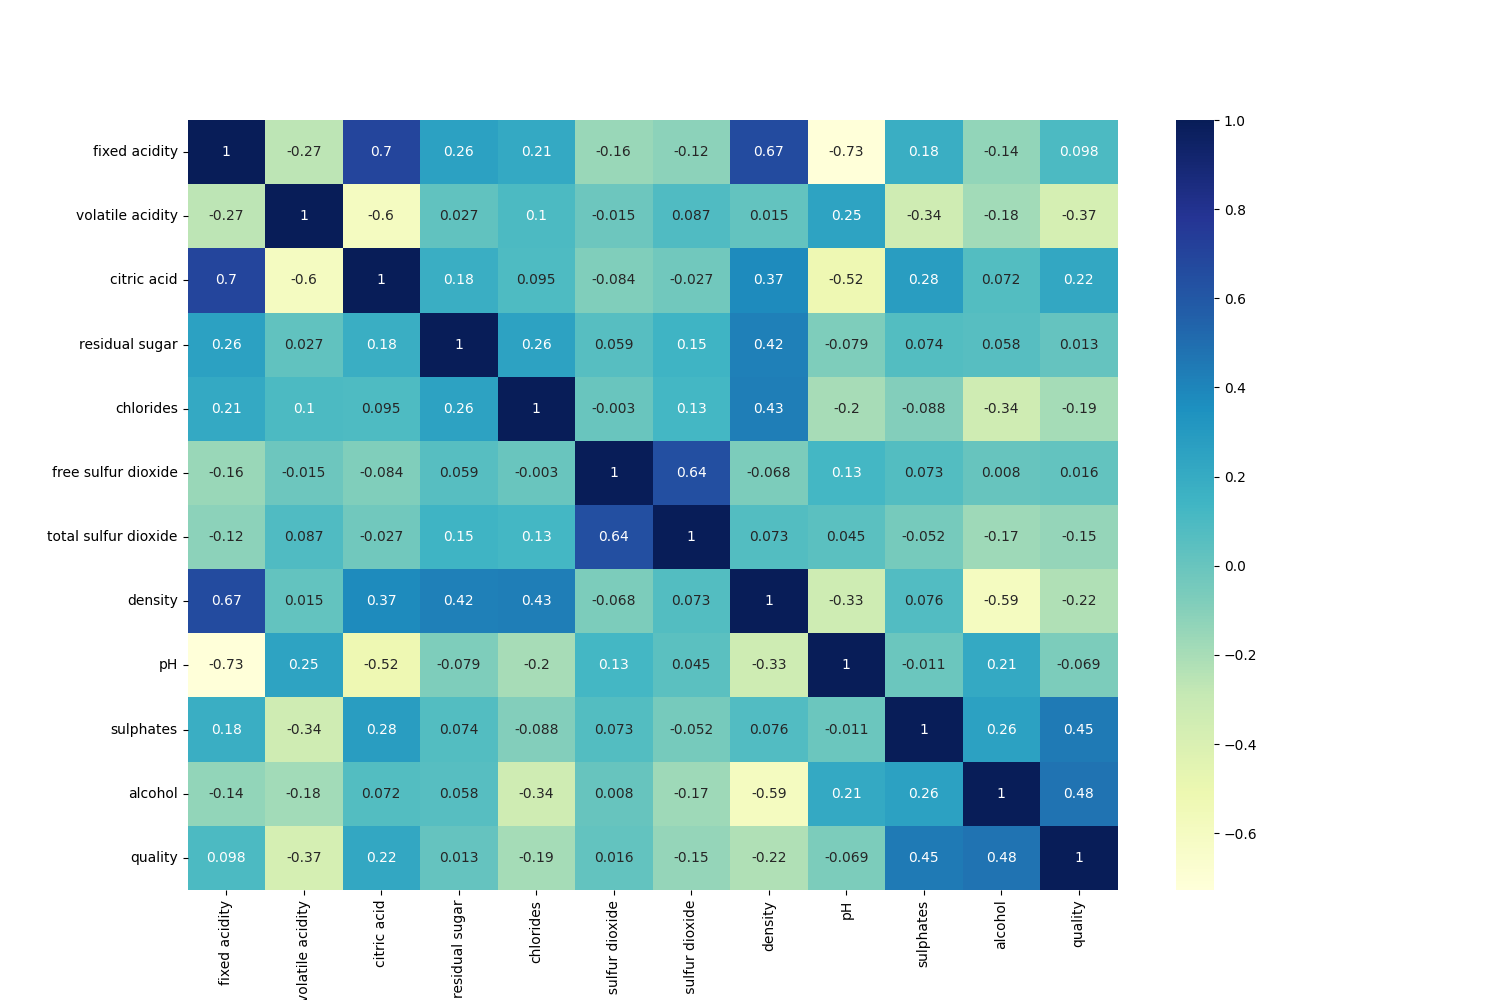 fixed acidity 1 -0.27 0.7 0.26 0.21 -0.16 -0.12 0.67 -0.73 0.18 -0.14 0.098
volatile acidity -0.27 1 -0.6 0.027 0.1 -0.015 0.087 0.015 0.25 -0.34 -0.18 -0.37
citric acid 0.7 -0.6 1 0.18 0.095 -0.084 -0.027 0.37 -0.52 0.28 0.072 0.22
residual sugar 0.26 0.027 0.18 1 0.26 0.059 0.15 0.42 -0.079 0.074 0.058 0.013
chlorides 0.21 0.1 0.095 0.26 1 -0.003 0.13 0.43 -0.2 -0.088 -0.34 -0.19
free sulfur dioxide -0.16 -0.015 -0.084 0.059 -0.003 1 0.64 -0.068 0.13 0.073 0.008 0.016
total sulfur dioxide -0.12 0.087 -0.027 0.15 0.13 0.64 1 0.073 0.045 -0.052 -0.17 -0.15
density 0.67 0.015 0.37 0.42 0.43 -0.068 0.073 1 -0.33 0.076 -0.59 -0.22
pH -0.73 0.25 -0.52 -0.079 -0.2 0.13 0.045 -0.33 1 -0.011 0.21 -0.069
sulphates 0.18 -0.34 0.28 0.074 -0.088 0.073 -0.052 0.076 -0.011 1 0.26 0.45
alcohol -0.14 -0.18 0.072 0.058 -0.34 0.008 -0.17 -0.59 0.21 0.26 1 0.48
quality 0.098 -0.37 0.22 0.013 -0.19 0.016 -0.15 -0.22 -0.069 0.45 0.48 1
fixed acidity
volatile acidity
citric acid
residual sugar
chlorides
sulfur dioxide
sulfur dioxide
density
pH
sulphates
alcohol
quality
1.0
0.8
0.6
0.4
0.2
0.0
−0.2
−0.4
−0.6